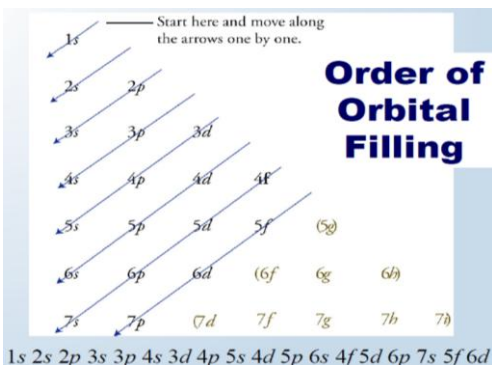 Start here and move along
the arrows one by one.
Order of
Orbital
Filling
1s
2s 2p
3s 3p 3d
4s 4p 4d 4f
5s 5p 5d 5f (5g)
6s 6p 6d (6f 6g 6h)
7s 7p (7d 7f 7g 7h 7i)
1s 2s 2p 3s 3p 4s 3d 4p 5s 4d 5p 6s 4f 5d 6p 7s 5f 6d